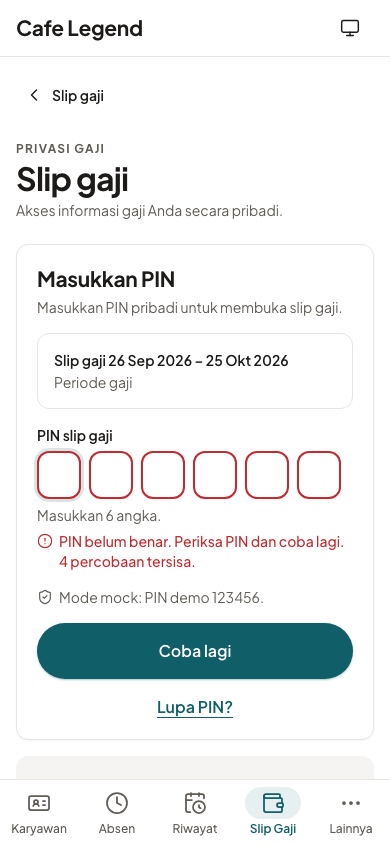 Cafe Legend
Slip gaji
PRIVASI GAJI
Slip gaji
Akses informasi gaji Anda secara pribadi.
Masukkan PIN
Masukkan PIN pribadi untuk membuka slip gaji.
Slip gaji 26 Sep 2026 – 25 Okt 2026
Periode gaji
PIN slip gaji
Masukkan 6 angka.
PIN belum benar. Periksa PIN dan coba lagi.
4 percobaan tersisa.
Mode mock: PIN demo 123456.
Coba lagi
Lupa PIN?
Karyawan
Absen
Riwayat
Slip Gaji
Lainnya